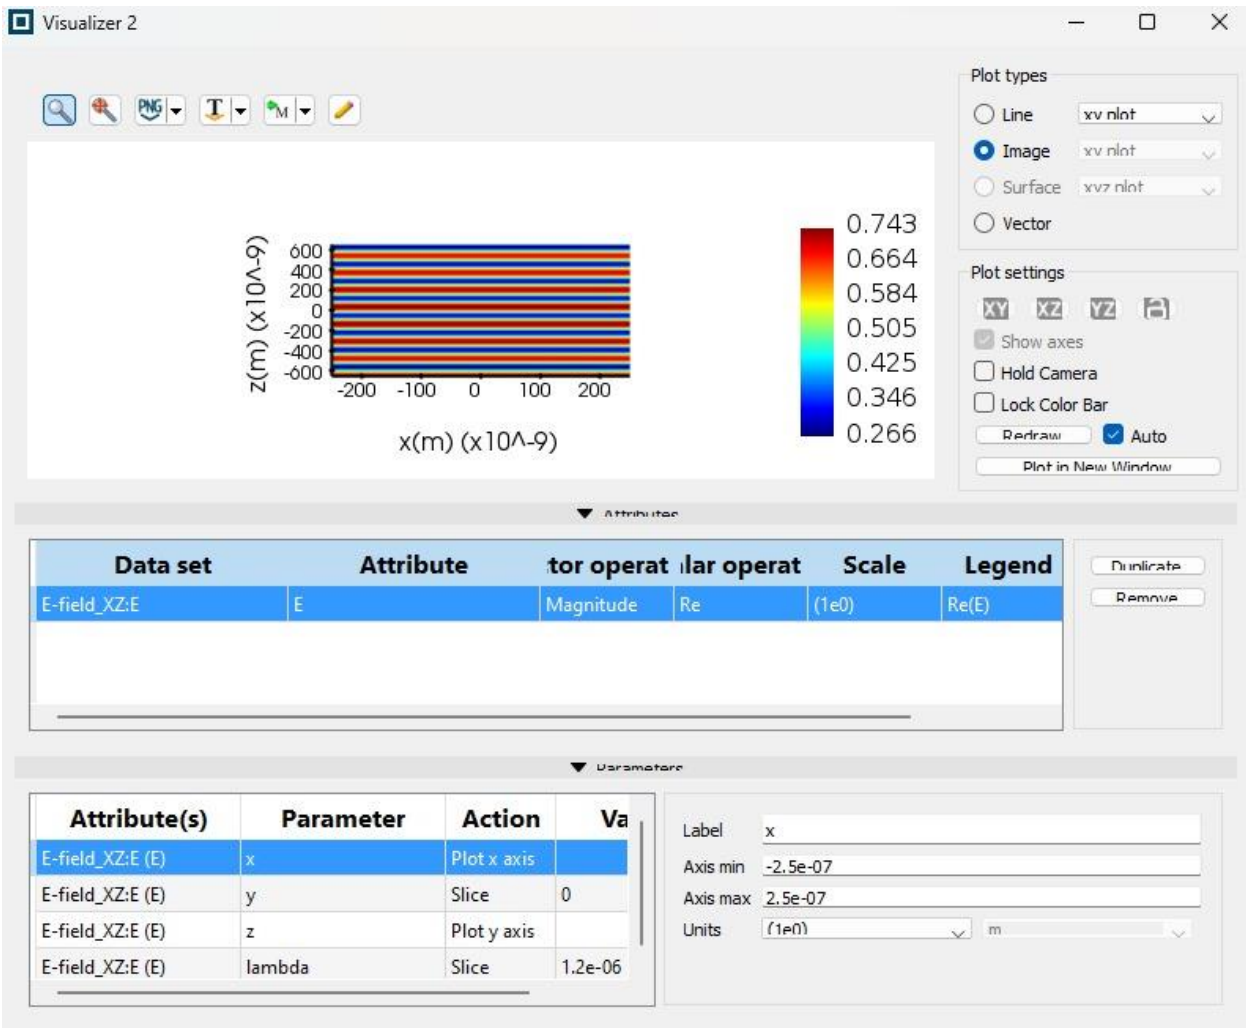 Visualizer 2
PNG T M
Plot types
Line xy plot
Image xy plot
Surface xyz plot
Vector
Plot settings
XY XZ YZ
Show axes
Hold Camera
Lock Color Bar
Redraw Auto
Plot in New Window
z(m) (x10^-9)
600
400
200
0
-200
-400
-600
-200 -100 0 100 200
x(m) (x10^-9)
0.743
0.664
0.584
0.505
0.425
0.346
0.266
Attributes
Data set Attribute tor operat lar operat Scale Legend
E-field_XZ:E E Magnitude Re (1e0) Re(E)
Duplicate
Remove
Parameters
Attribute(s) Parameter Action Va
E-field_XZ:E (E) x Plot x axis
E-field_XZ:E (E) y Slice 0
E-field_XZ:E (E) z Plot y axis
E-field_XZ:E (E) lambda Slice 1.2e-06
Label x
Axis min -2.5e-07
Axis max 2.5e-07
Units (1e0) m